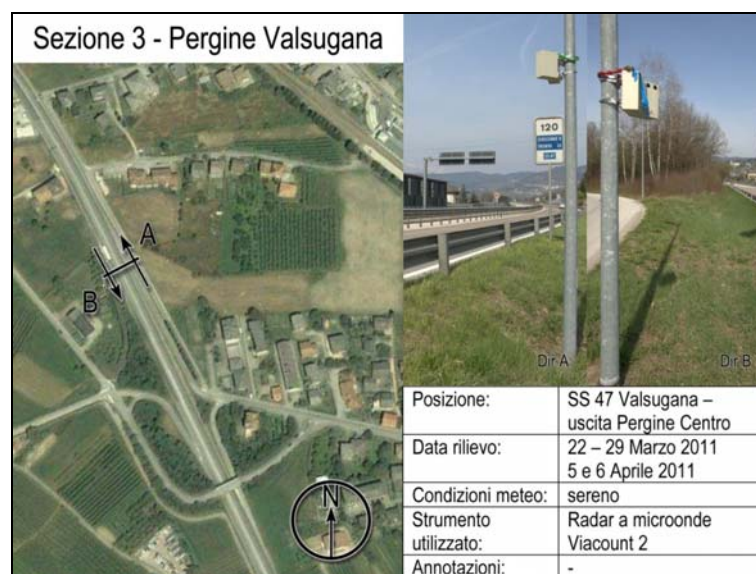 Sezione 3 - Pergine Valsugana
A
B
N
120
Dir A
Dir B
Posizione:
SS 47 Valsugana –
uscita Pergine Centro
Data rilievo:
22 – 29 Marzo 2011
5 e 6 Aprile 2011
Condizioni meteo:
sereno
Strumento
utilizzato:
Radar a microonde
Viacount 2
Annotazioni:
-